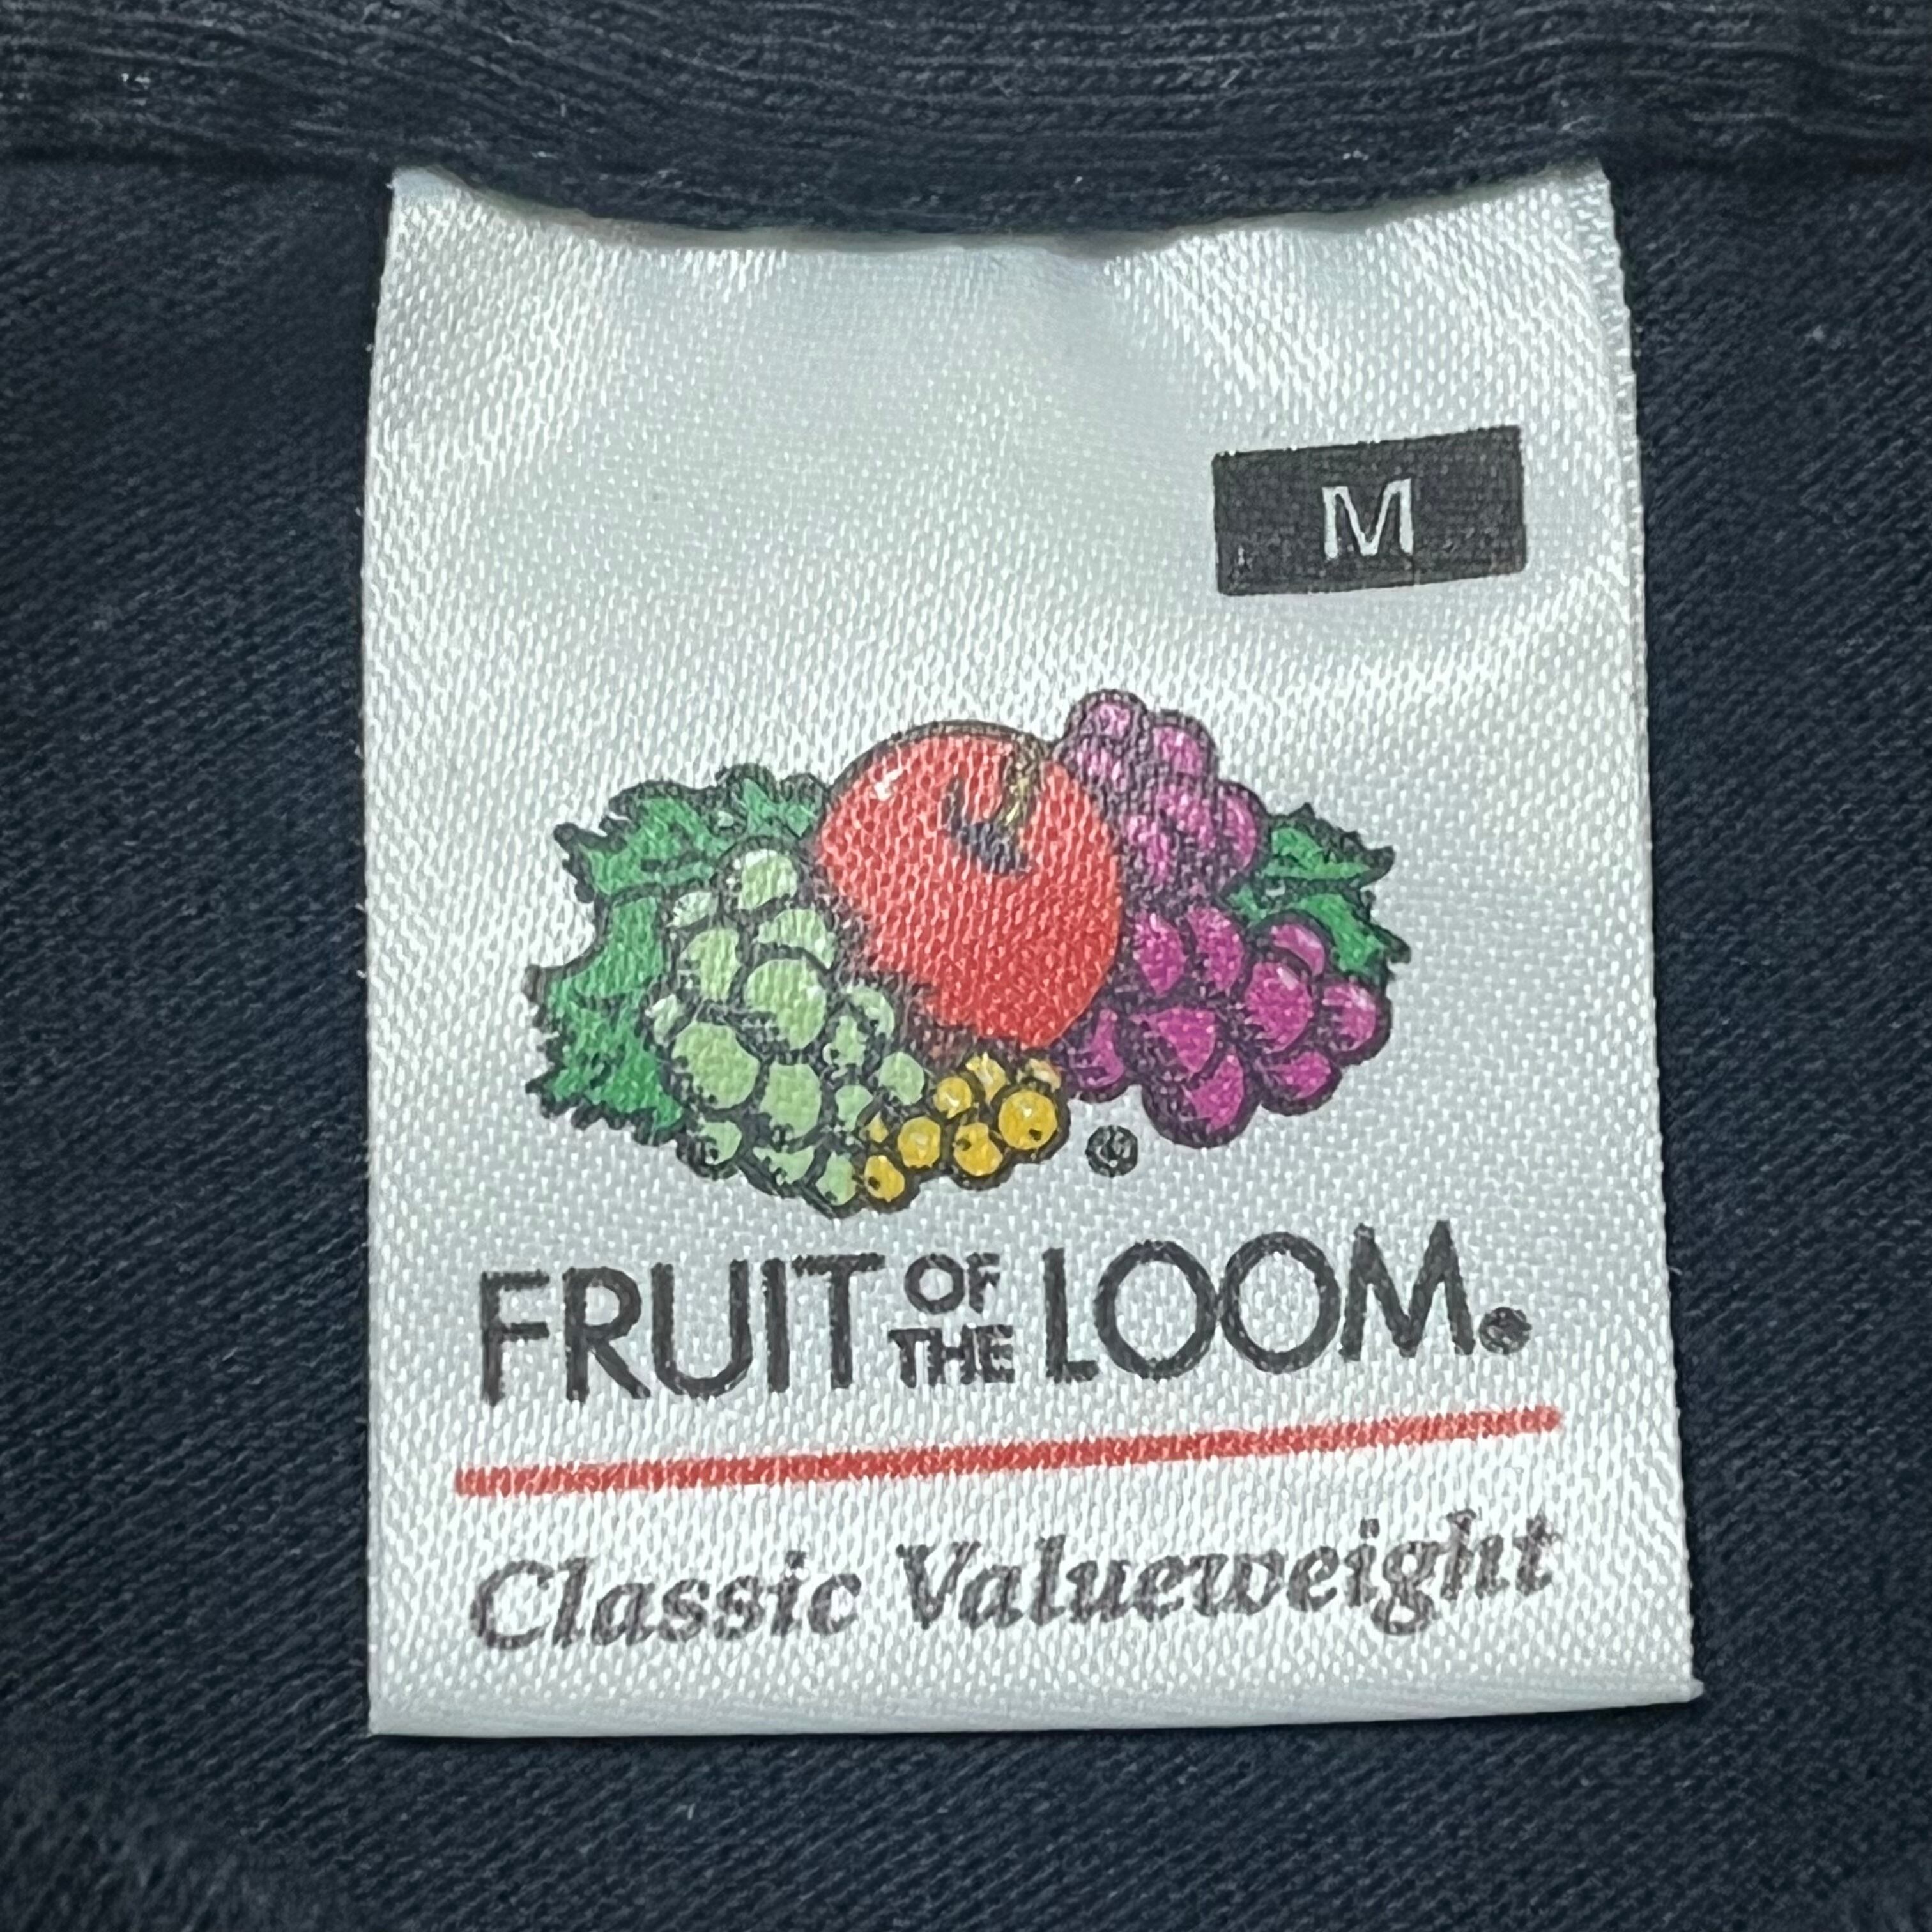 M
FRUIT OF THE LOOM®
Classic Valueweight